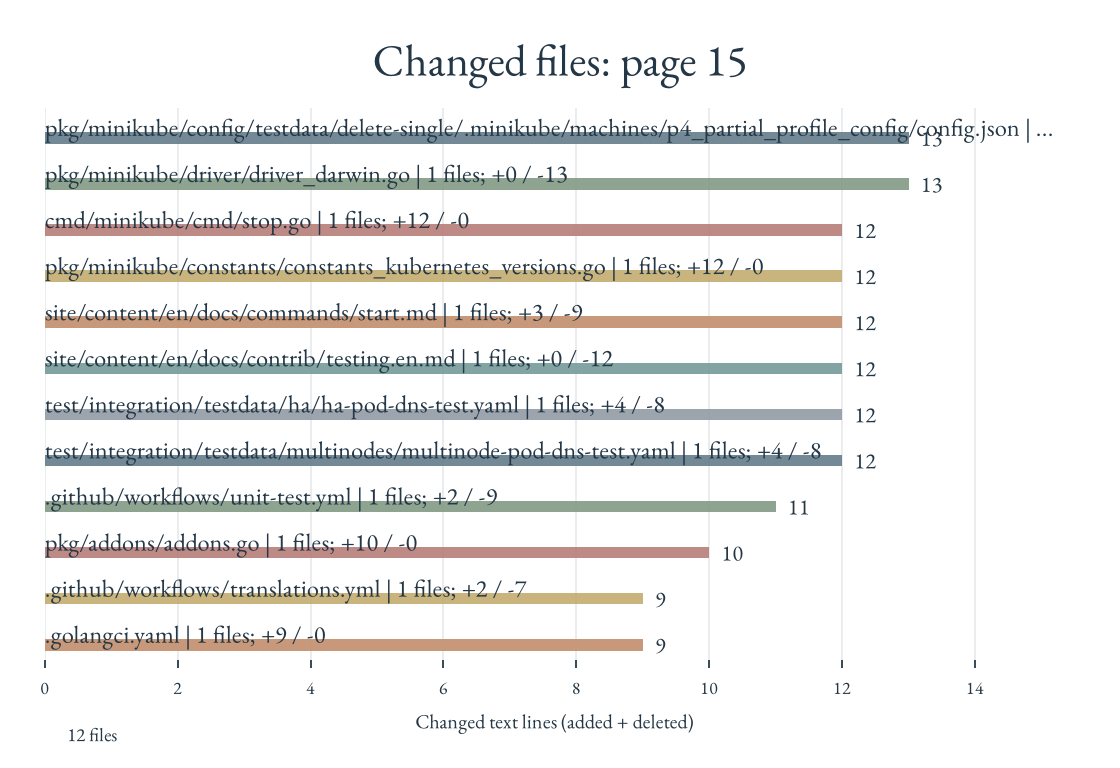 Changed files: page 15
pkg/minikube/config/testdata/delete-single/.minikube/machines/p4_partial_profile_config/config.json | ...
13
pkg/minikube/driver/driver_darwin.go | 1 files; +0 / -13
13
cmd/minikube/cmd/stop.go | 1 files; +12 / -0
12
pkg/minikube/constants/constants_kubernetes_versions.go | 1 files; +12 / -0
12
site/content/en/docs/commands/start.md | 1 files; +3 / -9
12
site/content/en/docs/contrib/testing.en.md | 1 files; +0 / -12
12
test/integration/testdata/ha/ha-pod-dns-test.yaml | 1 files; +4 / -8
12
test/integration/testdata/multinodes/multinode-pod-dns-test.yaml | 1 files; +4 / -8
12
.github/workflows/unit-test.yml | 1 files; +2 / -9
11
pkg/addons/addons.go | 1 files; +10 / -0
10
.github/workflows/translations.yml | 1 files; +2 / -7
9
.golangci.yaml | 1 files; +9 / -0
9
0 2 4 6 8 10 12 14
Changed text lines (added + deleted)
12 files